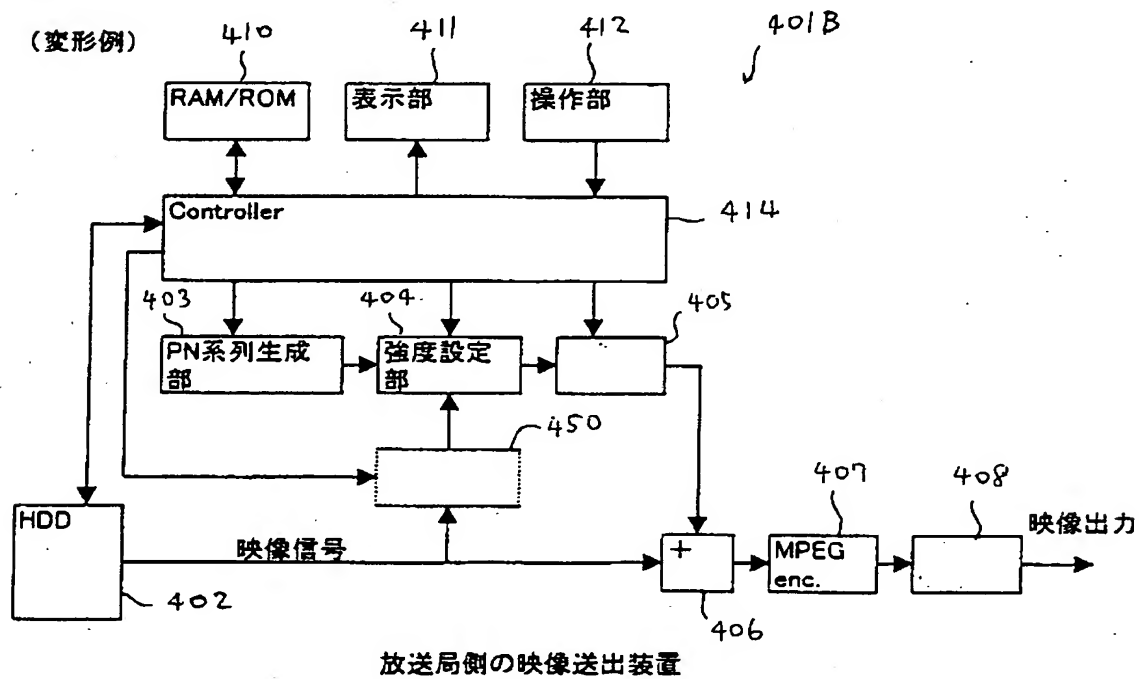 (変形例)
410
411
412
401B
RAM/ROM
表示部
操作部
Controller
414
403
404
405
PN系列生成
部
強度設定
部
450
HDD
映像信号
402
+
406
MPEG
enc.
407
408
映像出力
放送局側の映像送出装置